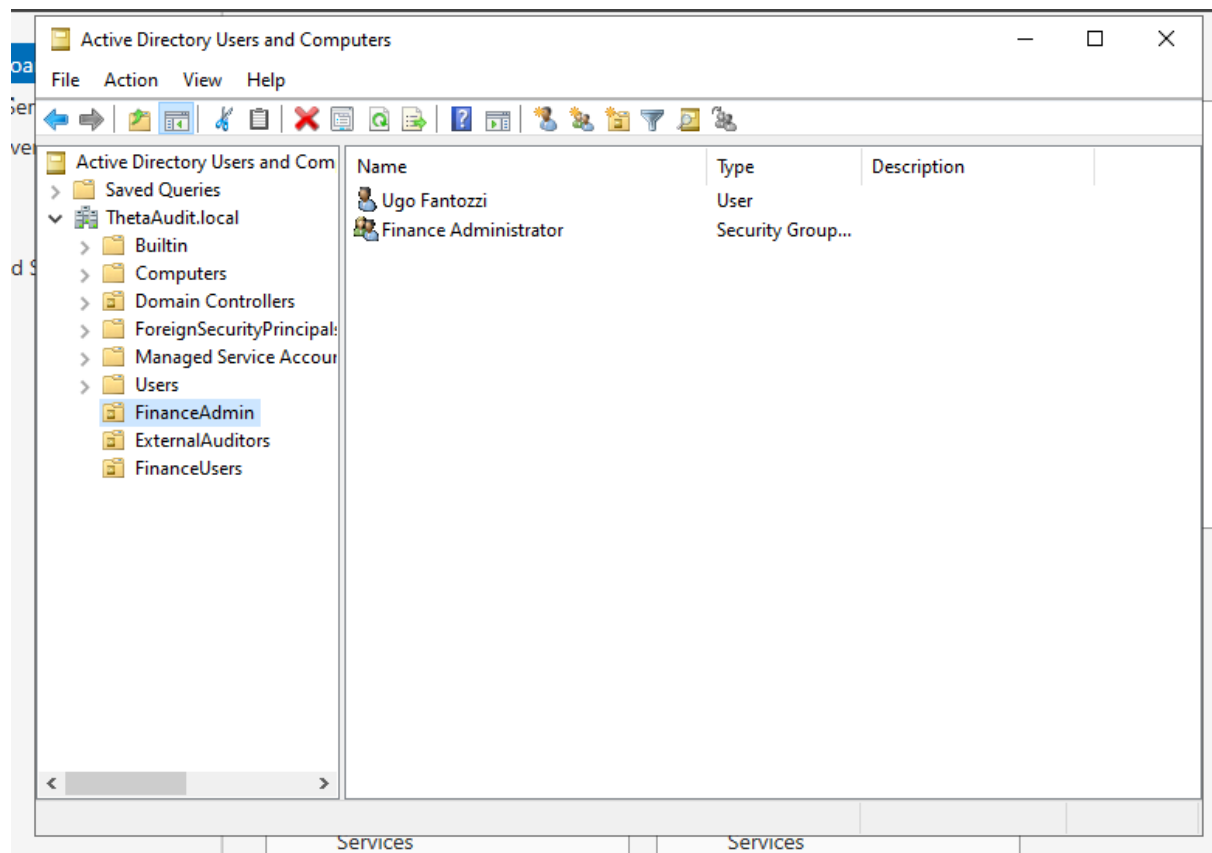 Active Directory Users and Computers
File Action View Help
Active Directory Users and Com
Saved Queries
ThetaAudit.local
Builtin
Computers
Domain Controllers
ForeignSecurityPrincipals
Managed Service Accour
Users
FinanceAdmin
ExternalAuditors
FinanceUsers
Name Type Description
Ugo Fantozzi User
Finance Administrator Security Group...
Services Services